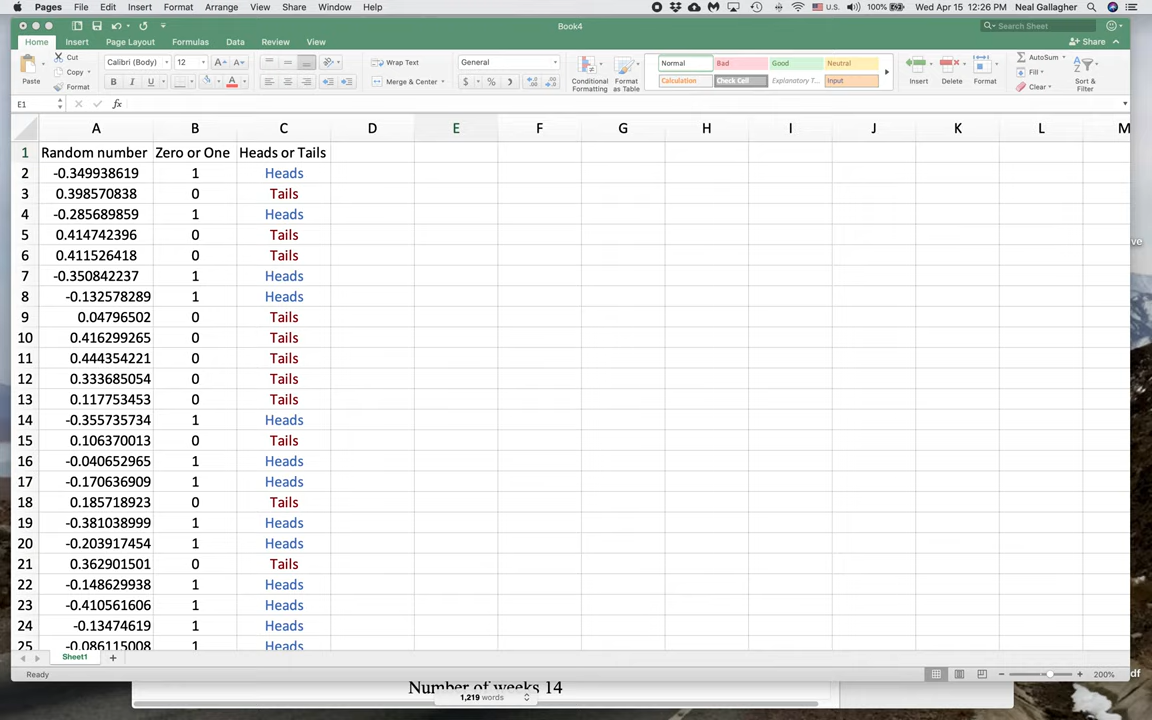 Pages File Edit Insert Format Arrange View Share Window Help U.S. 100% Wed Apr 15 12:26 PM Neal Gallagher
Book4 Search Sheet
Home Insert Page Layout Formulas Data Review View Share
Paste Cut Copy Format Calibri (Body) 12 A A B I U A Wrap Text Merge & Center General $ % Conditional Formatting Format as Table Normal Bad Good Neutral Calculation Check Cell Explanatory T... Input Insert Delete Format AutoSum Fill Clear Sort & Filter
E1 fx
A B C D E F G H I J K L M
1 Random number Zero or One Heads or Tails
2 -0.349938619 1 Heads
3 0.398570838 0 Tails
4 -0.285689859 1 Heads
5 0.414742396 0 Tails
6 0.411526418 0 Tails
7 -0.350842237 1 Heads
8 -0.132578289 1 Heads
9 0.04796502 0 Tails
10 0.416299265 0 Tails
11 0.444354221 0 Tails
12 0.333685054 0 Tails
13 0.117753453 0 Tails
14 -0.355735734 1 Heads
15 0.106370013 0 Tails
16 -0.040652965 1 Heads
17 -0.170636909 1 Heads
18 0.185718923 0 Tails
19 -0.381038999 1 Heads
20 -0.203917454 1 Heads
21 0.362901501 0 Tails
22 -0.148629938 1 Heads
23 -0.410561606 1 Heads
24 -0.13474619 1 Heads
25 -0.086115008 1 Heads
Sheet1 +
Ready 200%
Number of weeks 14
1,219 words